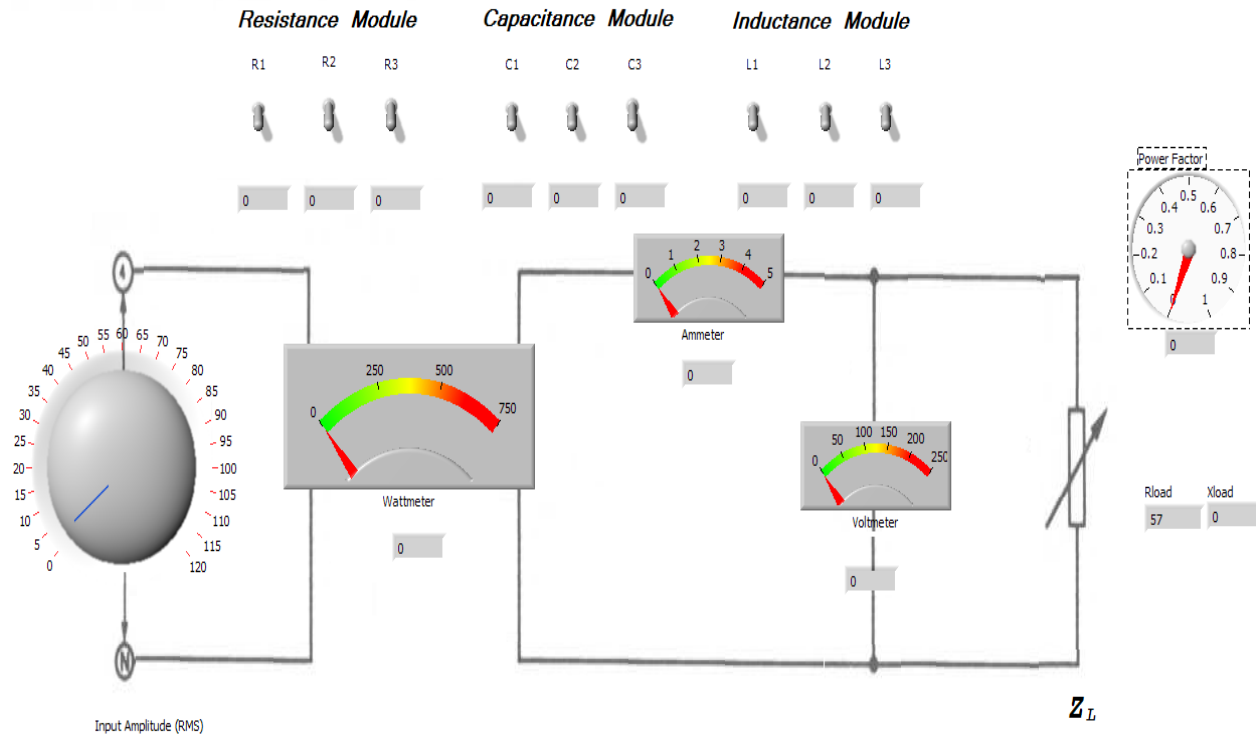 Resistance Module Capacitance Module Inductance Module
R1 R2 R3 C1 C2 C3 L1 L2 L3
0 0 0 0 0 0 0 0 0
Power Factor
0 0.1 0.2 0.3 0.4 0.5 0.6 0.7 0.8 0.9 1
0
4
0 1 2 3 4 5
Ammeter
0
0 5 10 15 20 25 30 35 40 45 50 55 60 65 70 75 80 85 90 95 100 105 110 115 120
0 250 500 750
Wattmeter
0
0 50 100 150 200 250
Voltmeter
0
Rload Xload
57 0
N
Z L
Input Amplitude (RMS)